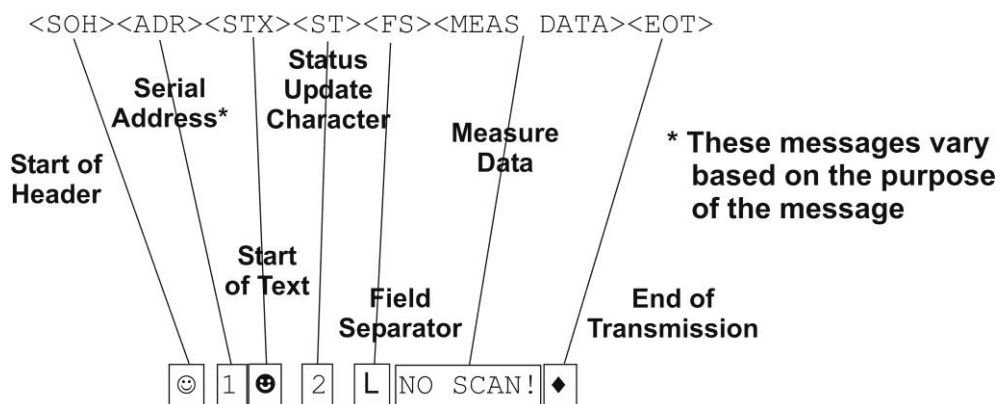 <SOH><ADR><STX><ST><FS><MEAS DATA><EOT>
Status
Update
Character
Serial
Address*
Measure
Data
* These messages vary
based on the purpose
of the message
Start of
Header
Start
of Text
Field
Separator
End of
Transmission
☺ 1 ☻ 2 L NO SCAN! ♦